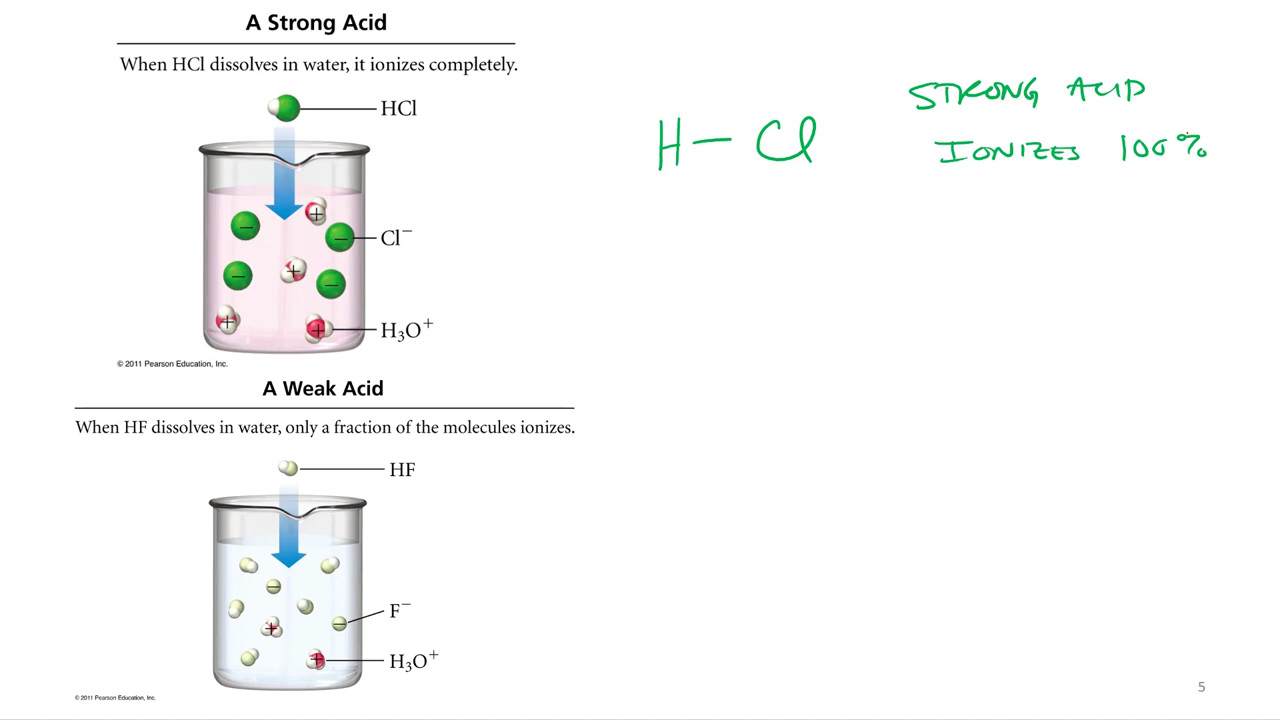 A Strong Acid
When HCl dissolves in water, it ionizes completely.
HCl
+
−
−
Cl⁻
+
−
−
+
+
H₃O⁺
© 2011 Pearson Education, Inc.
A Weak Acid
When HF dissolves in water, only a fraction of the molecules ionizes.
HF
−
F⁻
−
+
+
H₃O⁺
© 2011 Pearson Education, Inc.
STRONG ACID
H — Cl
IONIZES 100%
5